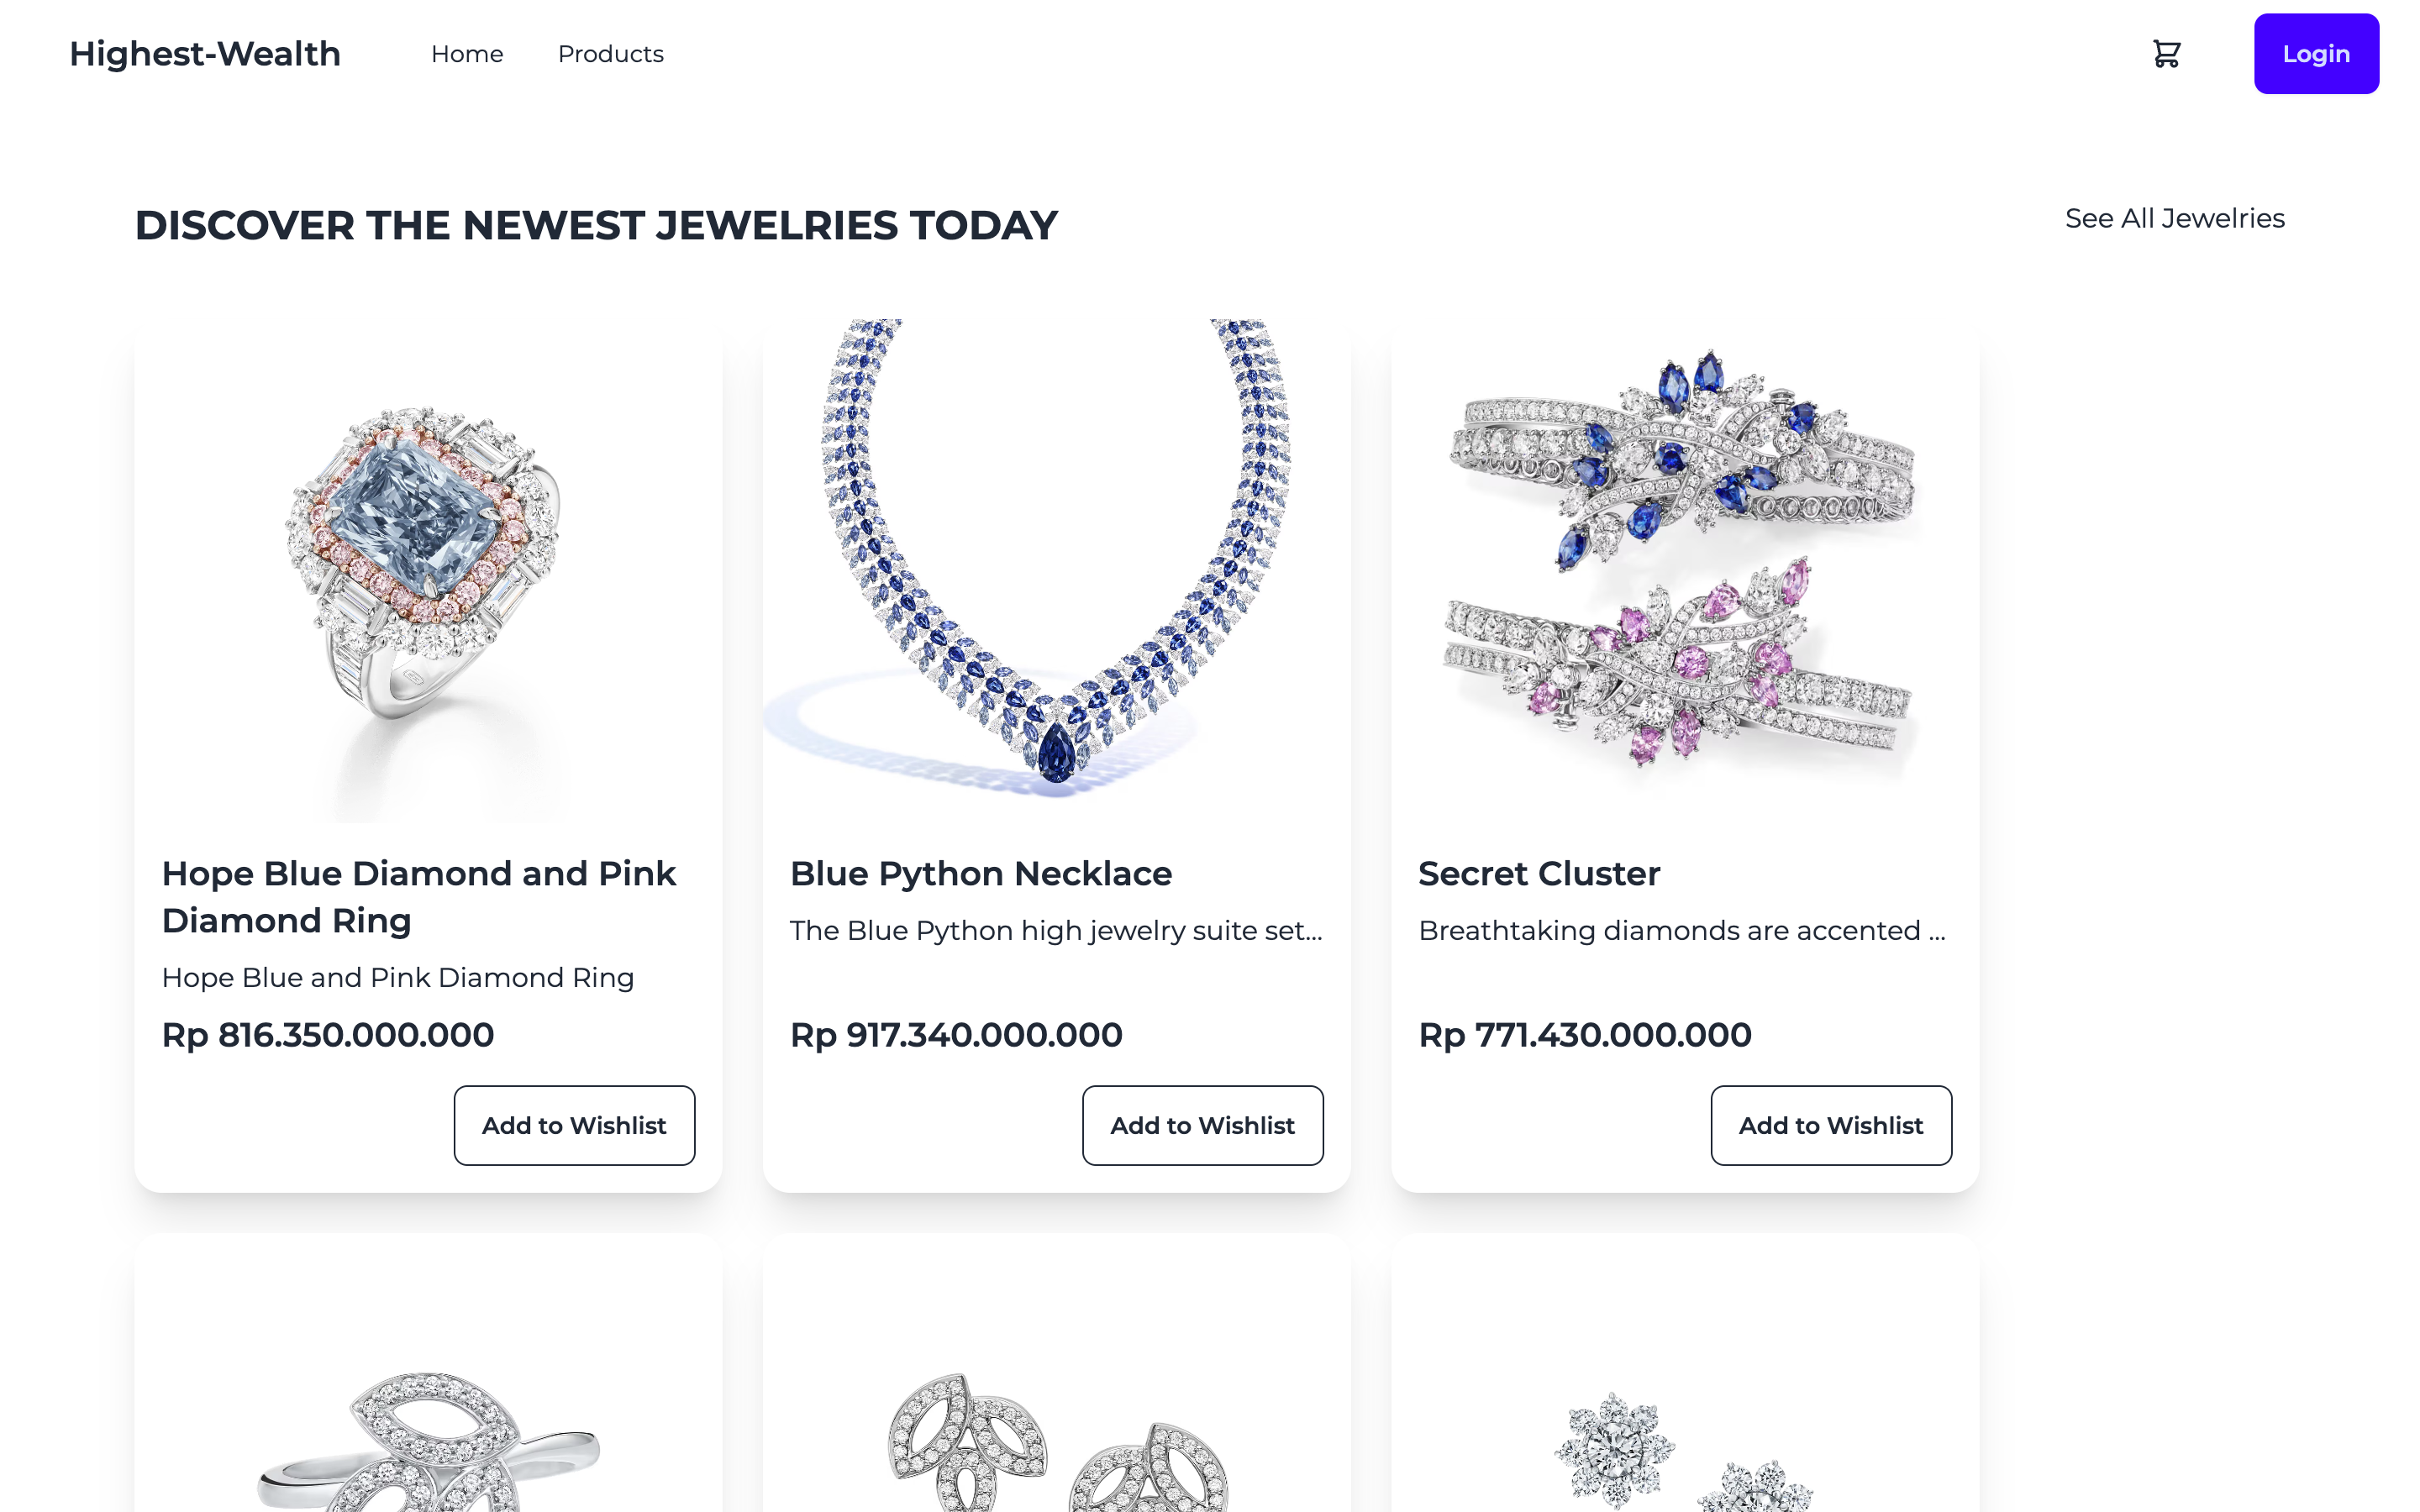 Highest-Wealth
Home
Products
Login
DISCOVER THE NEWEST JEWELRIES TODAY
See All Jewelries
Hope Blue Diamond and Pink
Diamond Ring
Hope Blue and Pink Diamond Ring
Rp 816.350.000.000
Add to Wishlist
Blue Python Necklace
The Blue Python high jewelry suite set...
Rp 917.340.000.000
Add to Wishlist
Secret Cluster
Breathtaking diamonds are accented ...
Rp 771.430.000.000
Add to Wishlist